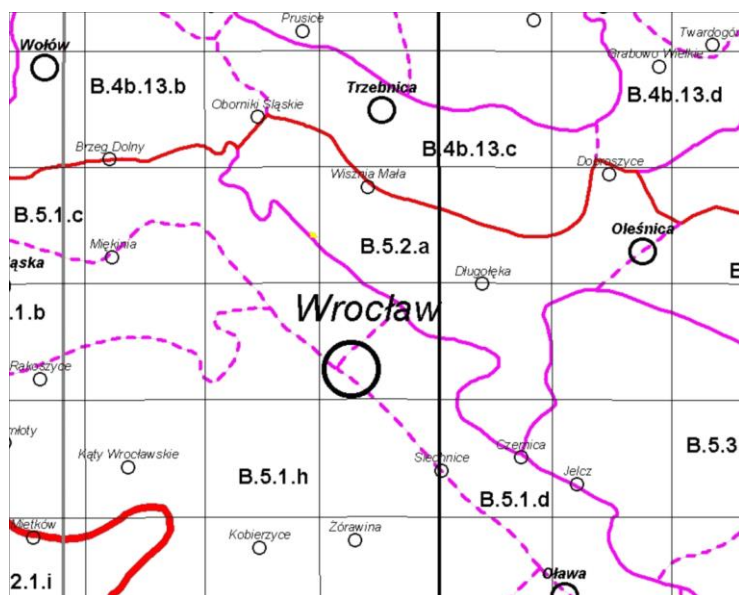 Prusice
Twardogór
Wołów
Grabowo Wielkie
B.4b.13.b
Trzebnica
B.4b.13.d
Oborniki Śląskie
B.4b.13.c
Brzeg Dolny
Dobroszyce
Wisznia Mała
B.5.1.c
Oleśnica
Miękinia
B.5.2.a
ąska
Długołęka
B
.1.b
Wrocław
Rakoszyce
młoty
Kąty Wrocławskie
Siechnice
Czernica
B.5.3
B.5.1.h
Jelcz
B.5.1.d
Mietków
Kobierzyce
Żórawina
2.1.i
Oława